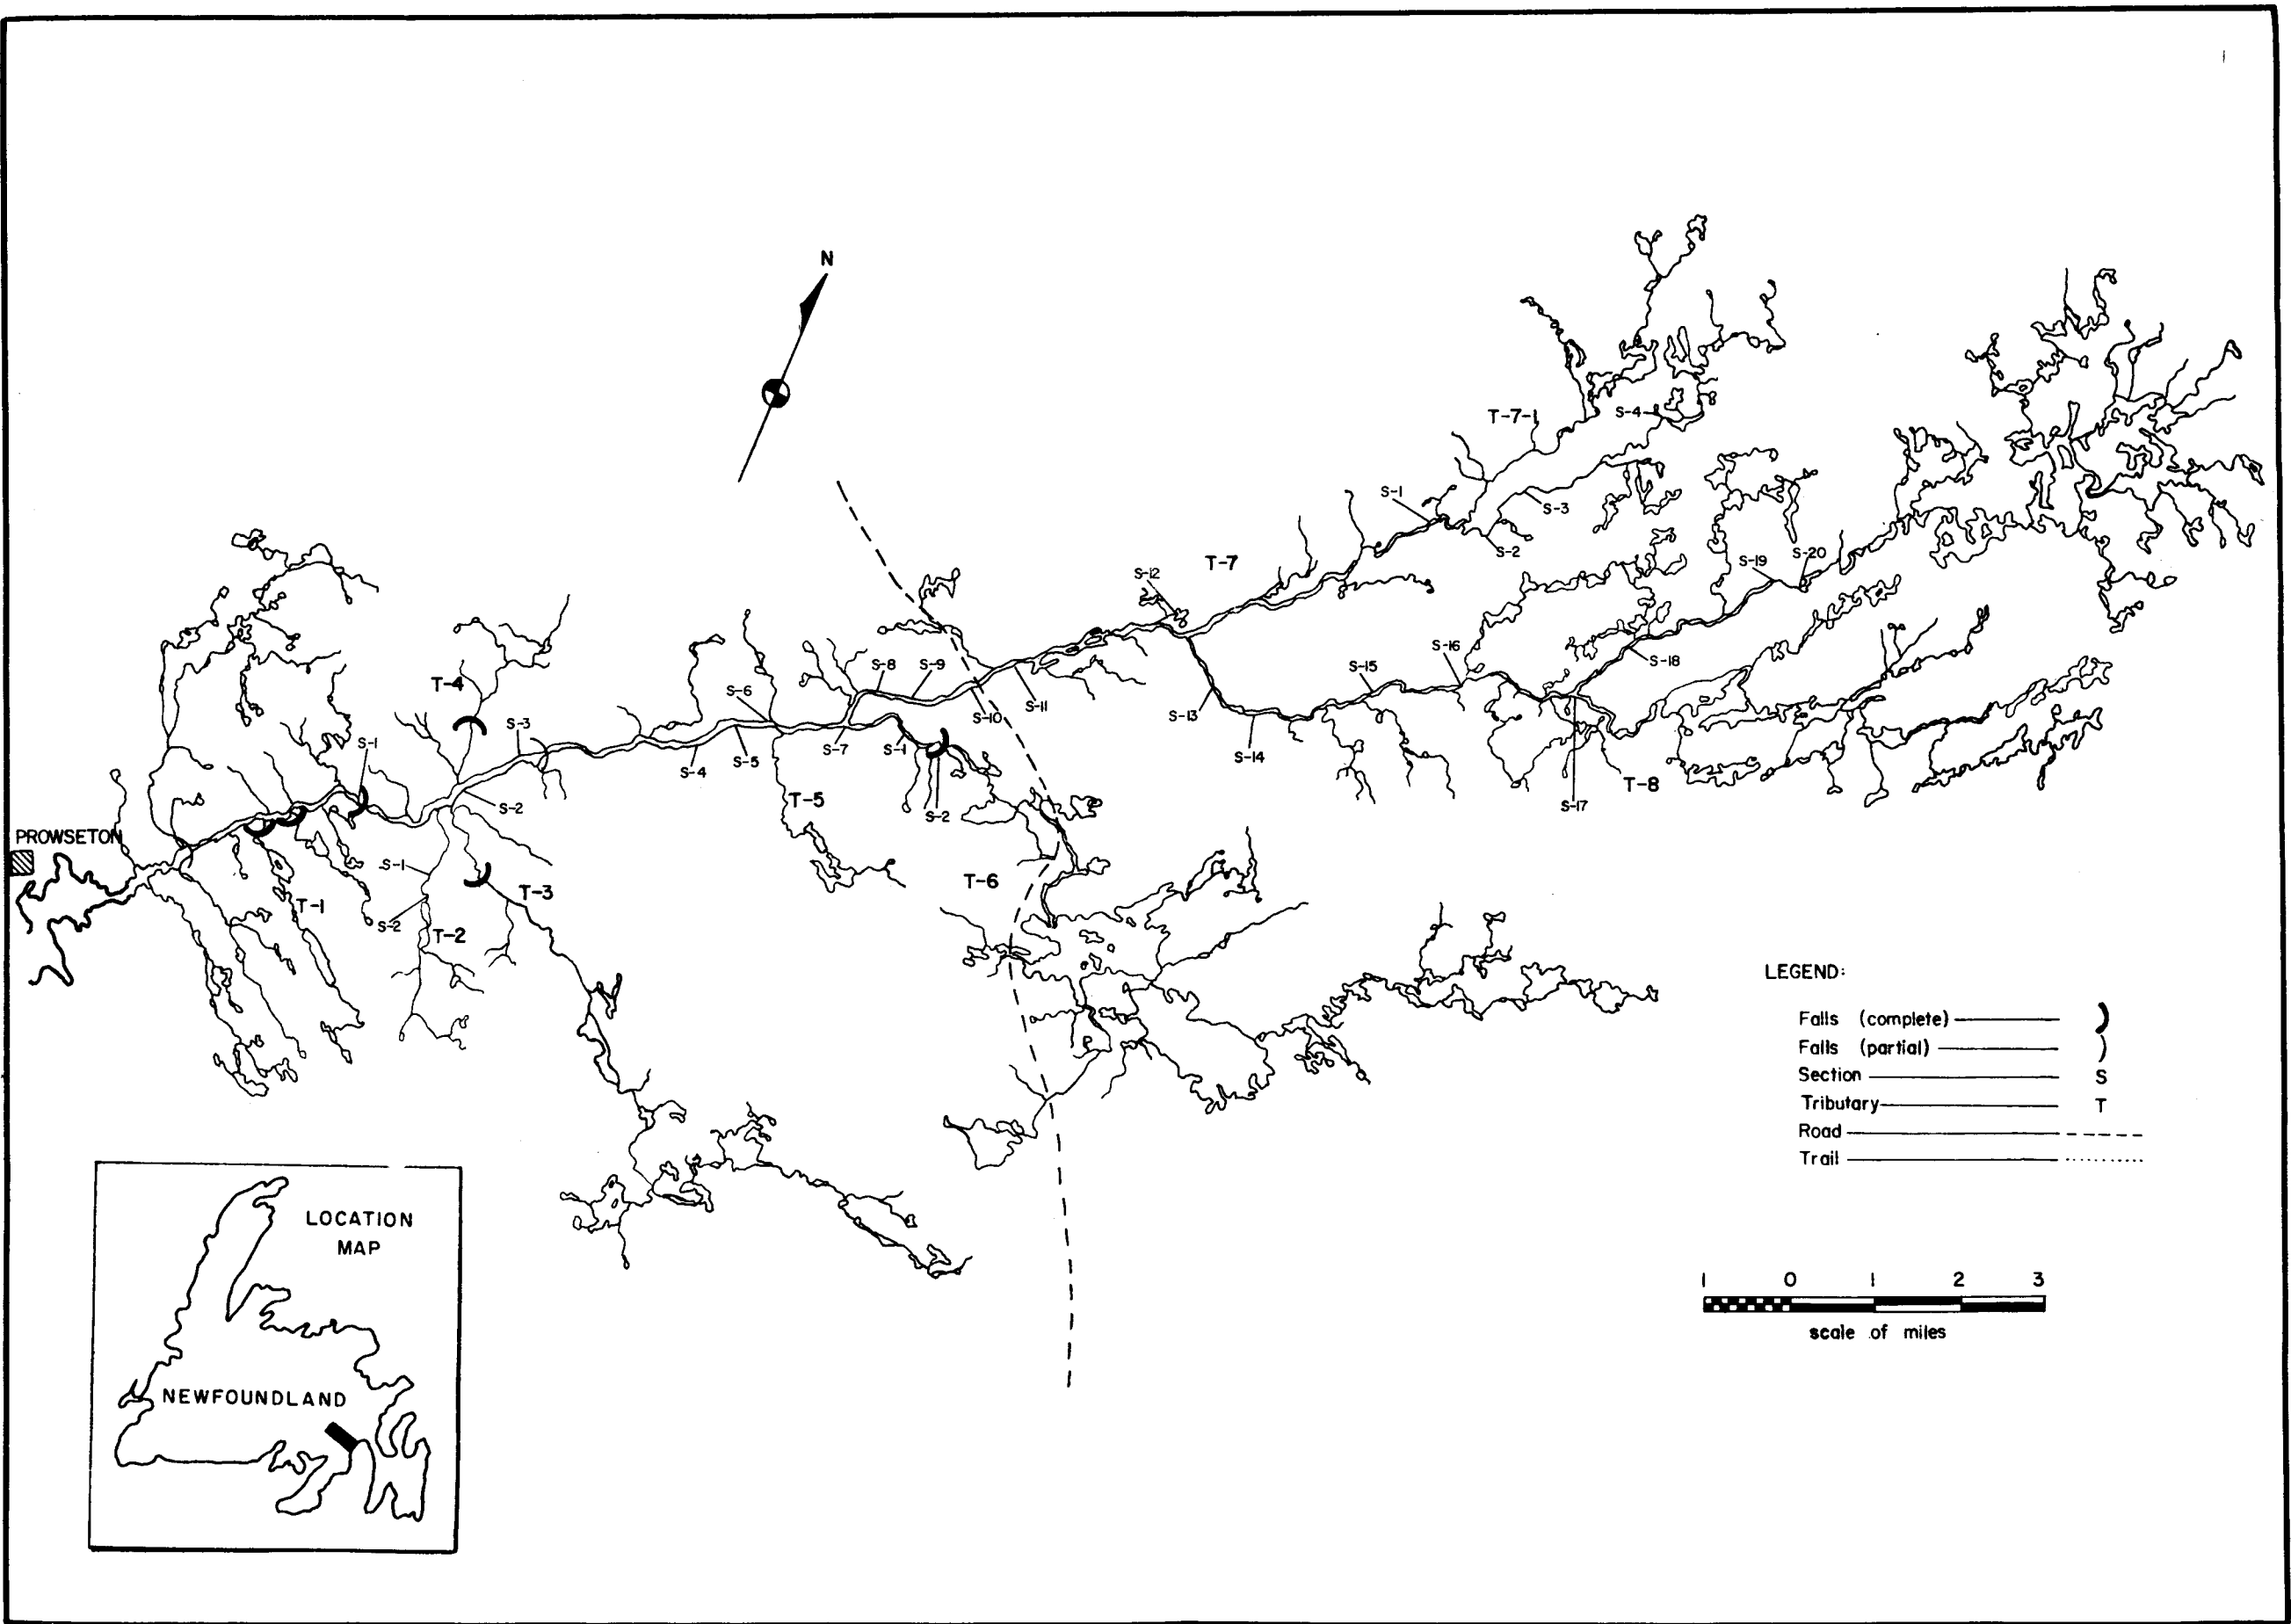 N
T-7-1
S-4
S-1
S-3
S-2
T-7
S-12
S-19
S-20
S-16
S-15
S-18
S-8
S-9
S-6
T-4
S-3
S-10
S-11
S-13
S-1
S-7
S-1
S-4
S-5
S-14
T-8
S-17
T-5
S-2
S-2
PROWSETON
S-1
T-6
T-3
T-1
S-2
T-2
LEGEND:
Falls (complete)
Falls (partial)
Section S
Tributary T
Road
Trail
LOCATION
MAP
NEWFOUNDLAND
1 0 1 2 3
scale of miles